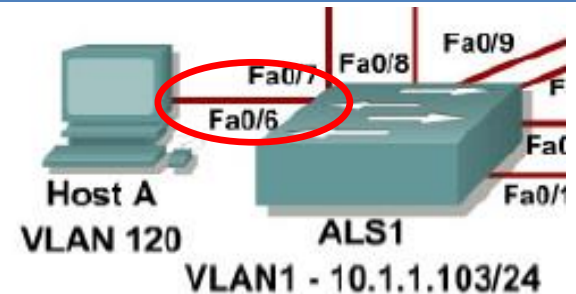 Fa0/9
Fa0/8
Fa0/7
Fa0/6
Host A
VLAN 120
ALS1
VLAN1 - 10.1.1.103/24